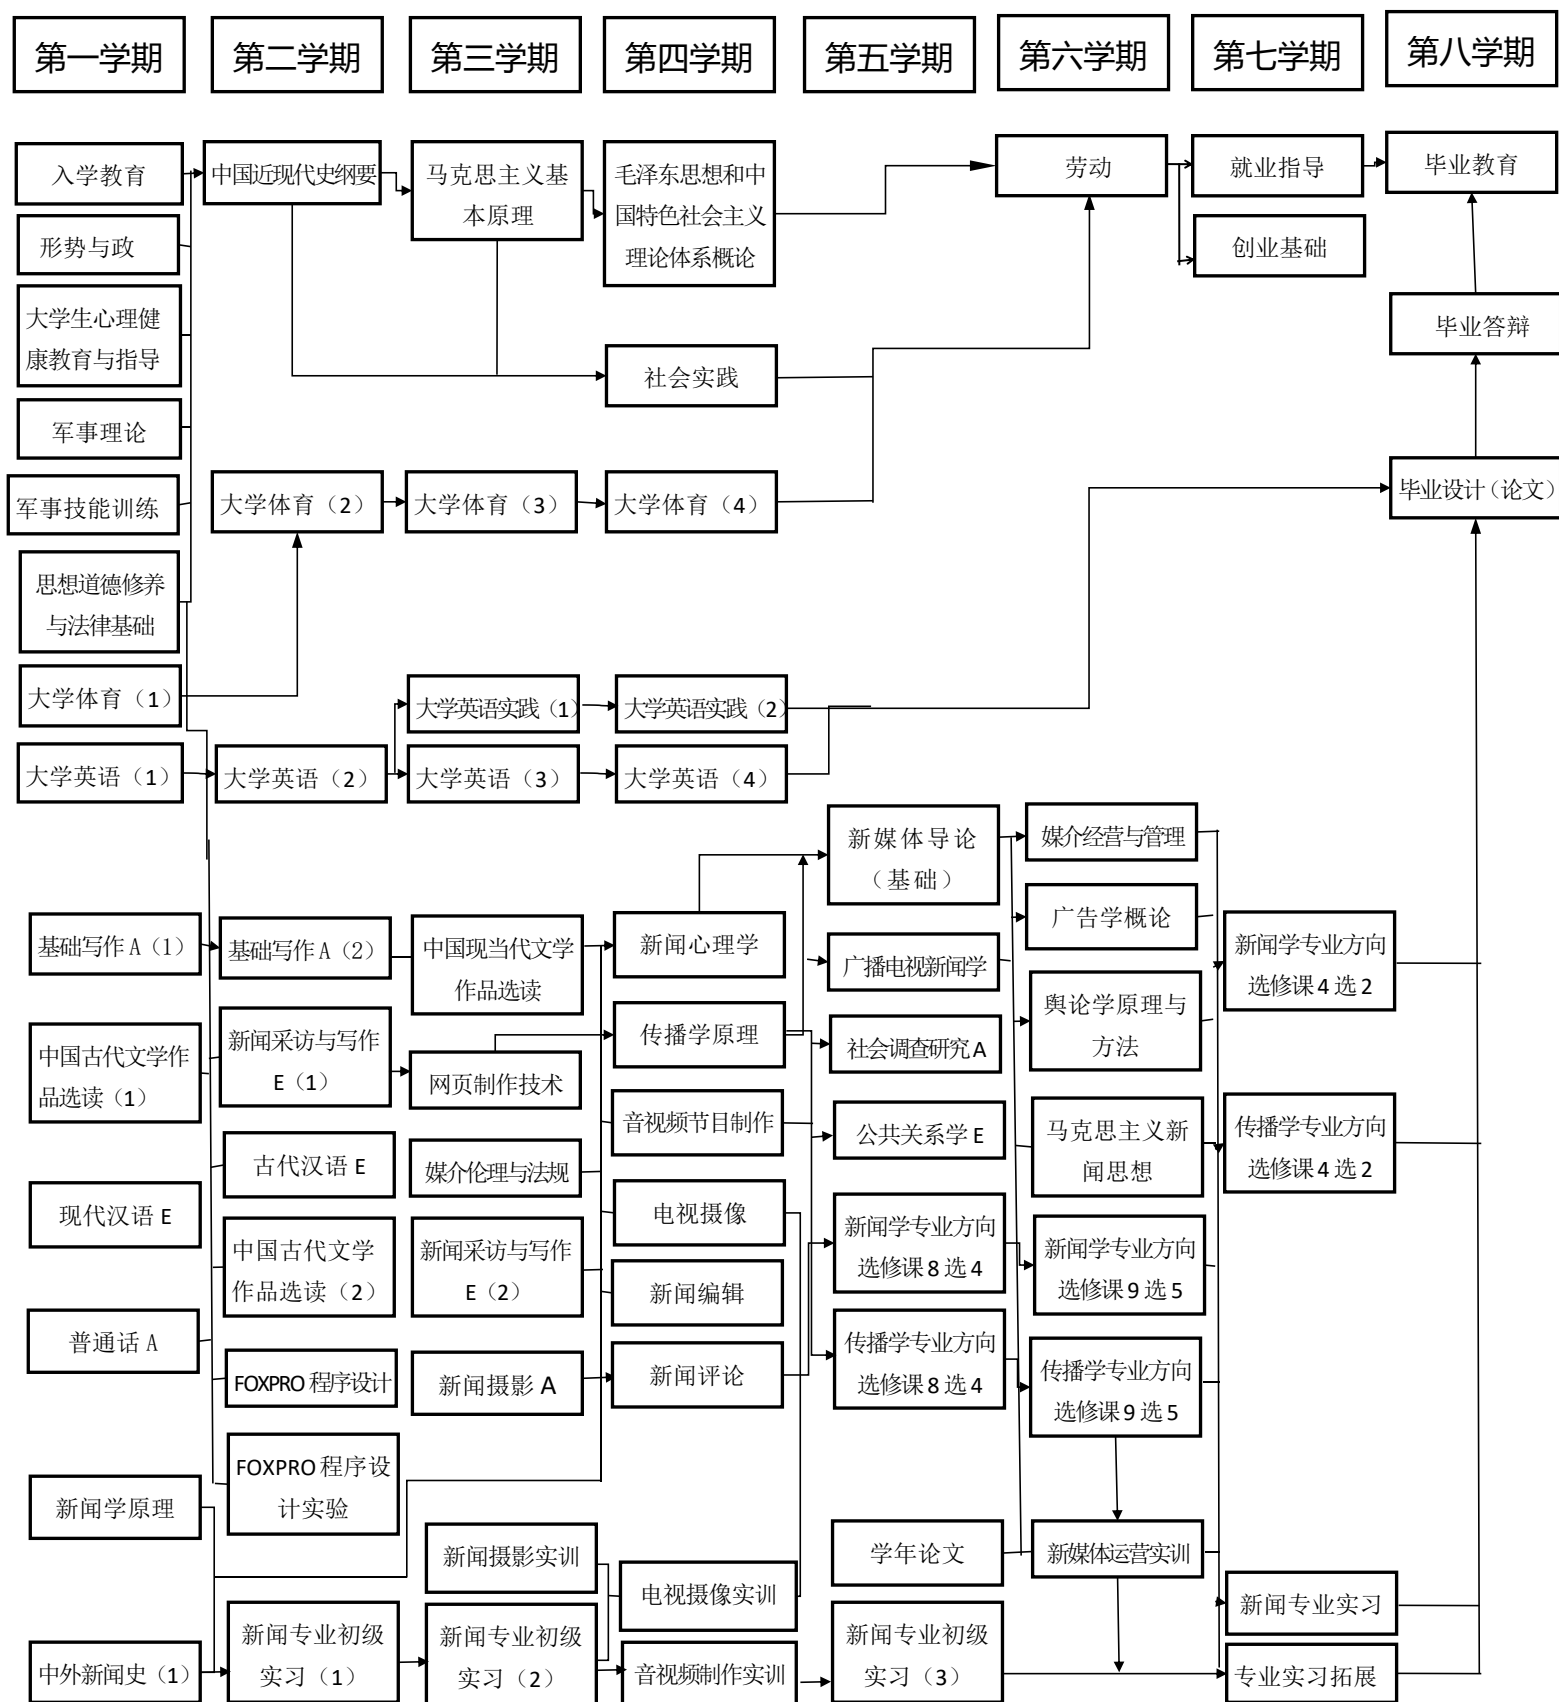 第一学期
第二学期
第三学期
第四学期
第五学期
第六学期
第七学期
第八学期
入学教育
形势与政
大学生心理健
康教育与指导
军事理论
军事技能训练
思想道德修养
与法律基础
大学体育（1）
大学英语（1）
基础写作 A（1）
中国古代文学作
品选读（1）
现代汉语 E
普通话 A
新闻学原理
中外新闻史（1）
中国近现代史纲要
大学体育（2）
大学英语（2）
基础写作 A（2）
新闻采访与写作
E（1）
古代汉语 E
中国古代文学
作品选读（2）
FOXPRO 程序设计
FOXPRO 程序设
计实验
新闻专业初级
实习（1）
马克思主义基
本原理
大学体育（3）
大学英语实践（1）
大学英语（3）
中国现当代文学
作品选读
网页制作技术
媒介伦理与法规
新闻采访与写作
E（2）
新闻摄影 A
新闻摄影实训
新闻专业初级
实习（2）
毛泽东思想和中
国特色社会主义
理论体系概论
社会实践
大学体育（4）
大学英语实践（2）
大学英语（4）
新闻心理学
传播学原理
音视频节目制作
电视摄像
新闻编辑
新闻评论
电视摄像实训
音视频制作实训
新媒体导论
（基础）
广播电视新闻学
社会调查研究 A
公共关系学 E
新闻学专业方向
选修课 8 选 4
传播学专业方向
选修课 8 选 4
学年论文
新闻专业初级
实习（3）
劳动
媒介经营与管理
广告学概论
舆论学原理与
方法
马克思主义新
闻思想
新闻学专业方向
选修课 9 选 5
传播学专业方向
选修课 9 选 5
新媒体运营实训
就业指导
创业基础
新闻学专业方向
选修课 4 选 2
传播学专业方向
选修课 4 选 2
新闻专业实习
专业实习拓展
毕业教育
毕业答辩
毕业设计（论文）